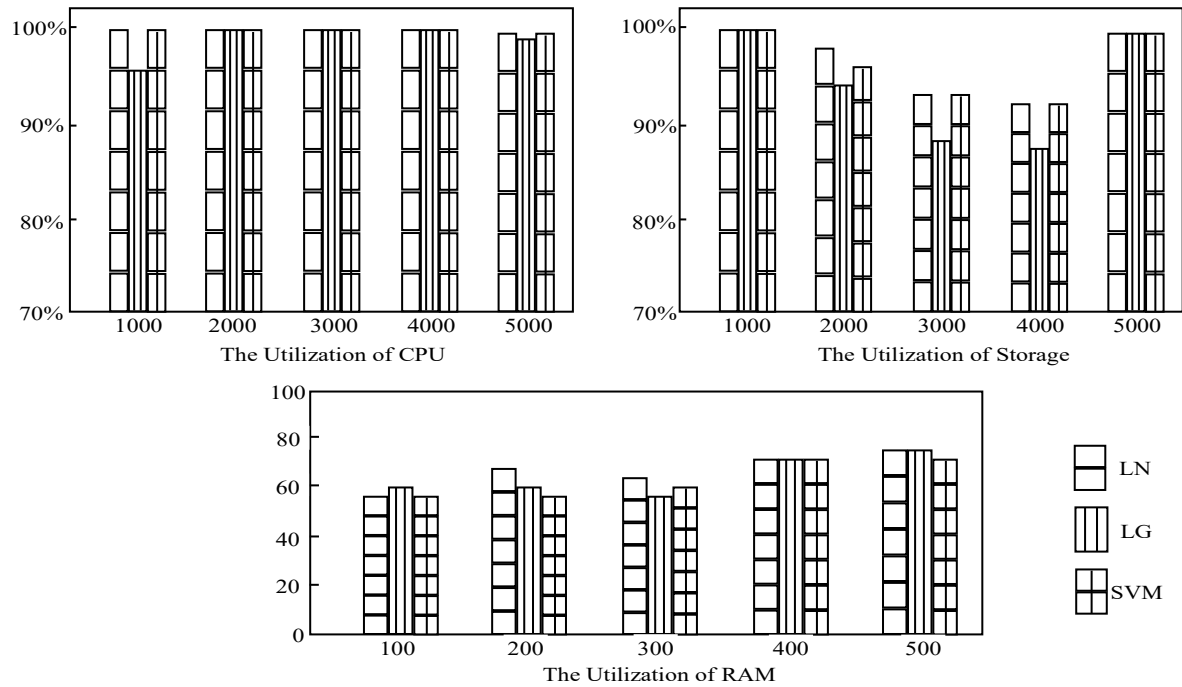 100%
90%
80%
70%
1000 2000 3000 4000 5000
The Utilization of CPU
100%
90%
80%
70%
1000 2000 3000 4000 5000
The Utilization of Storage
100
80
60
40
20
0
100 200 300 400 500
The Utilization of RAM
LN
LG
SVM